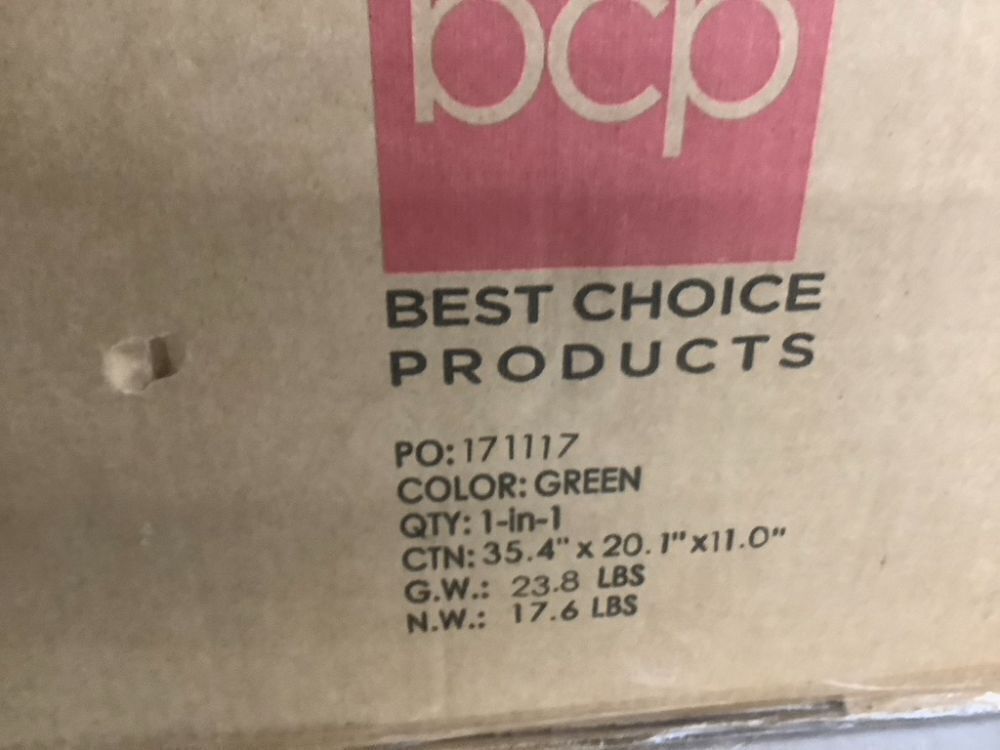 bcp
BEST CHOICE
PRODUCTS
PO:171117
COLOR: GREEN
QTY: 1-in-1
CTN: 35.4" x 20.1" x11.0"
G.W.: 23.8 LBS
N.W.: 17.6 LBS